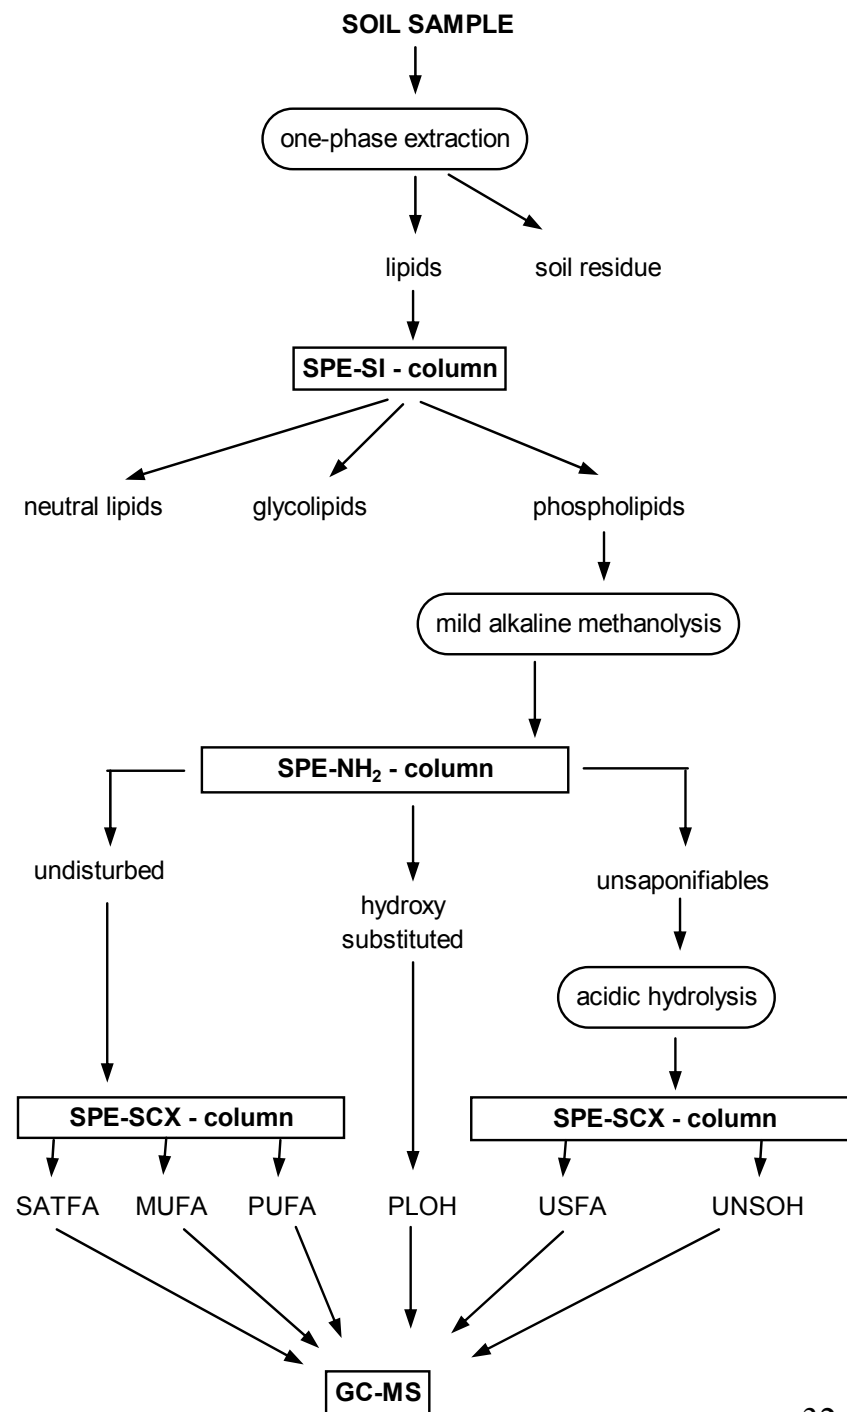 SOIL SAMPLE
one-phase extraction
lipids
soil residue
SPE-SI - column
neutral lipids
glycolipids
phospholipids
mild alkaline methanolysis
SPE-NH₂ - column
undisturbed
hydroxy
substituted
unsaponifiables
acidic hydrolysis
SPE-SCX - column
SPE-SCX - column
SATFA
MUFA
PUFA
PLOH
USFA
UNSOH
GC-MS